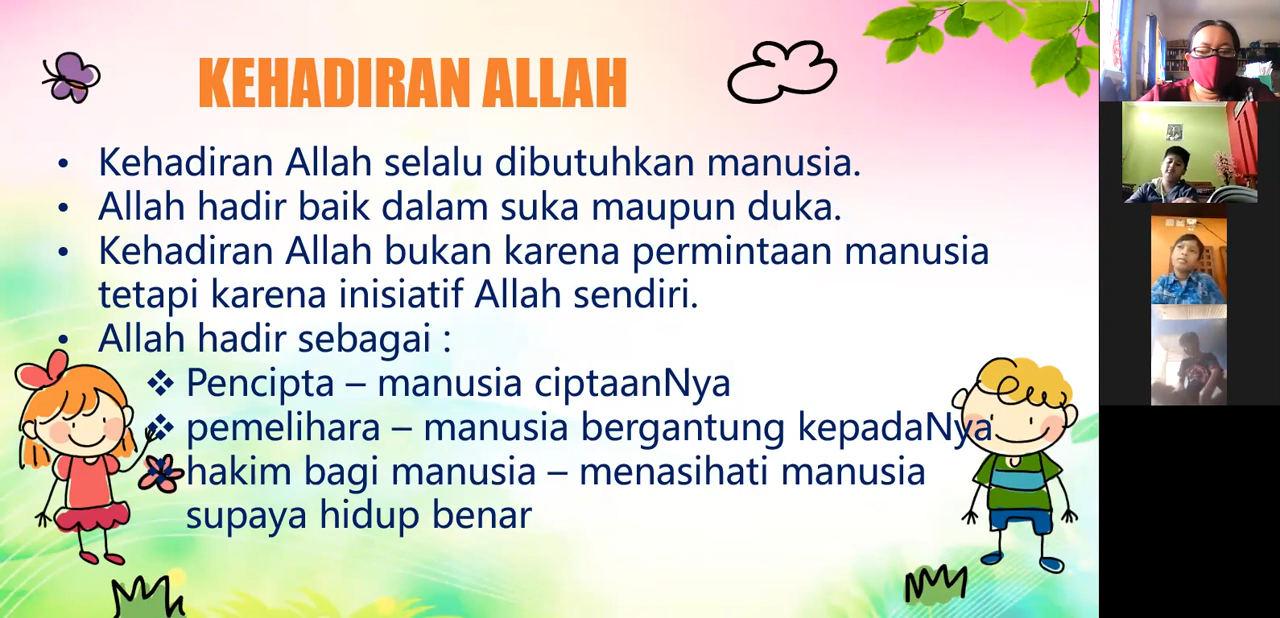 KEHADIRAN ALLAH
• Kehadiran Allah selalu dibutuhkan manusia.
• Allah hadir baik dalam suka maupun duka.
• Kehadiran Allah bukan karena permintaan manusia
tetapi karena inisiatif Allah sendiri.
• Allah hadir sebagai :
❖ Pencipta – manusia ciptaanNya
❖ pemelihara – manusia bergantung kepadaNya
❖ hakim bagi manusia – menasihati manusia
supaya hidup benar